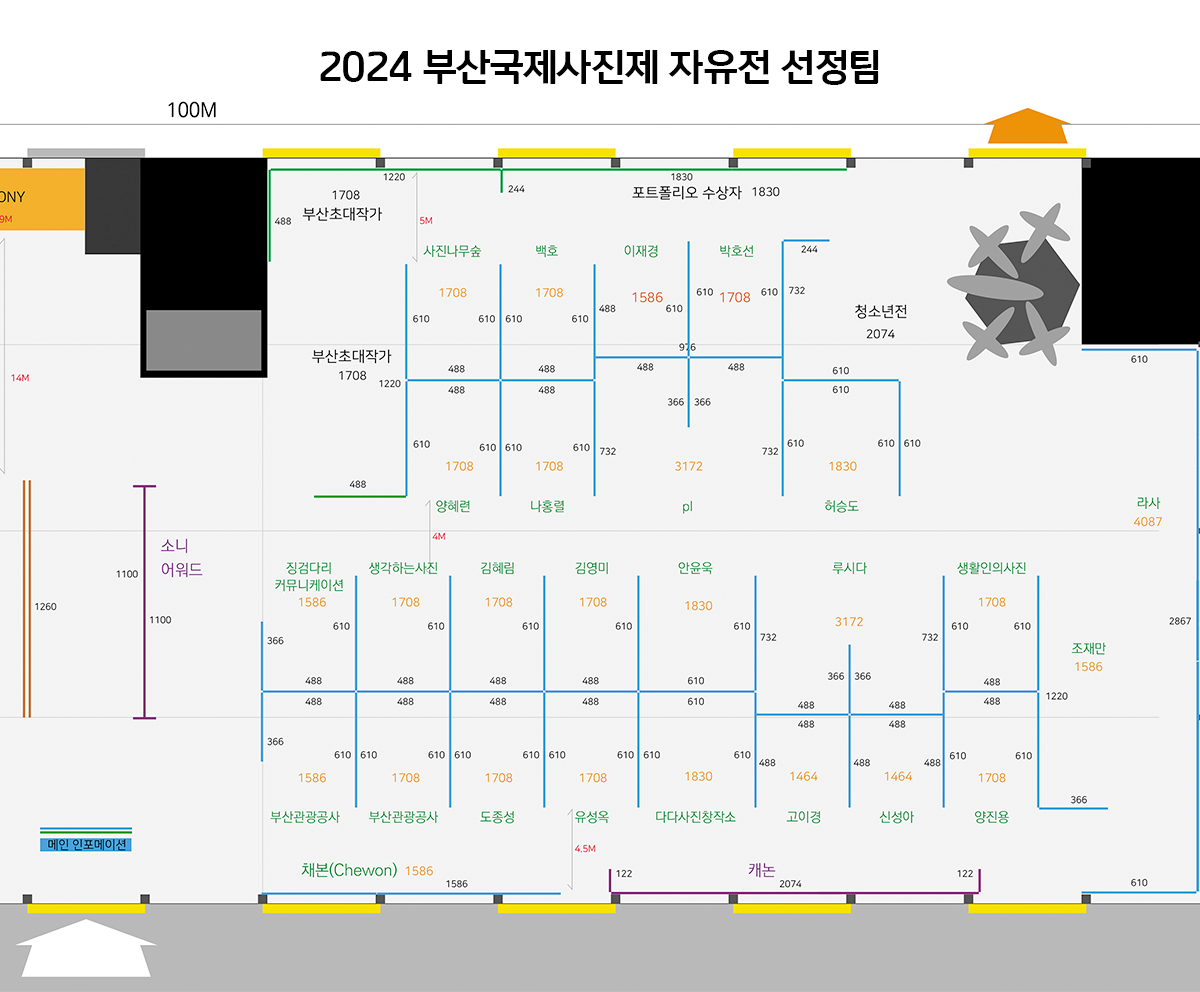 2024 부산국제사진제 자유전 선정팀
100M
ONY
9M
14M
1220
1708
부산초대작가
488
5M
244
1830
포트폴리오 수상자 1830
사진나무숲
백호
이재경
박호선
244
1708
1708
1586
1708
610
610
610
610
488
610
610
610
732
청소년전
2074
976
부산초대작가
1708
1220
488
488
488
488
610
488
488
488
488
610
366
366
610
610
610
610
610
732
732
610
610
610
1708
1708
3172
1830
488
양혜련
나홍렬
pl
허승도
라사
4087
4M
소니
어워드
1100
1100
1260
징검다리
커뮤니케이션
생각하는사진
김혜림
김영미
안윤욱
루시다
생활인의사진
1586
1708
1708
1708
1830
3172
1708
366
610
610
610
610
610
732
732
610
610
2867
조재만
1586
366
366
488
488
488
488
610
488
488
488
488
488
610
488
488
488
1220
488
488
366
610
610
610
610
610
610
610
610
610
488
488
488
610
610
1586
1708
1708
1708
1830
1464
1464
1708
366
부산관광공사
부산관광공사
도종성
유성옥
다다사진창작소
고이경
신성아
양진용
메인 인포메이션
4.5M
채본(Chewon) 1586
1586
122
캐논
2074
122
610